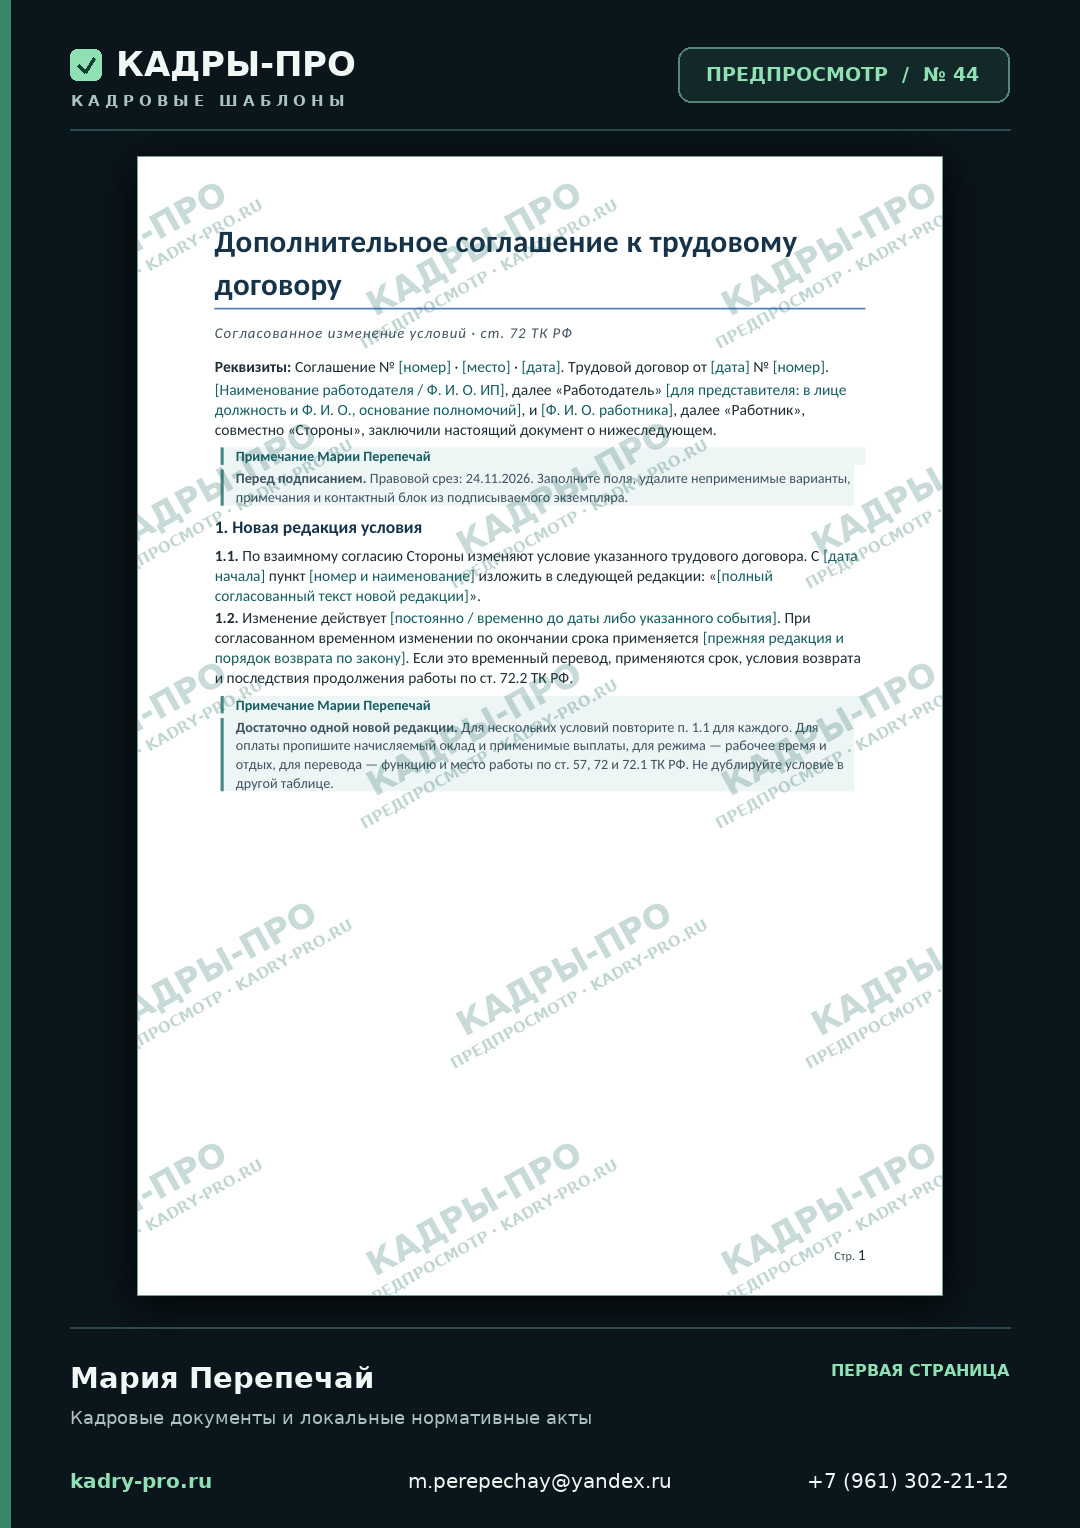 КАДРЫ-ПРО
КАДРОВЫЕ ШАБЛОНЫ
ПРЕДПРОСМОТР / № 44
Дополнительное соглашение к трудовому
договору
Согласованное изменение условий · ст. 72 ТК РФ
Реквизиты: Соглашение № [номер] · [место] · [дата]. Трудовой договор от [дата] № [номер].
[Наименование работодателя / Ф. И. О. ИП], далее «Работодатель» [для представителя: в лице
должность и Ф. И. О., основание полномочий], и [Ф. И. О. работника], далее «Работник»,
совместно «Стороны», заключили настоящий документ о нижеследующем.
Примечание Марии Перепечай
Перед подписанием. Правовой срез: 24.11.2026. Заполните поля, удалите неприменимые варианты,
примечания и контактный блок из подписываемого экземпляра.
1. Новая редакция условия
1.1. По взаимному согласию Стороны изменяют условие указанного трудового договора. С [дата
начала] пункт [номер и наименование] изложить в следующей редакции: «[полный
согласованный текст новой редакции]».
1.2. Изменение действует [постоянно / временно до даты либо указанного события]. При
согласованном временном изменении по окончании срока применяется [прежняя редакция и
порядок возврата по закону]. Если это временный перевод, применяются срок, условия возврата
и последствия продолжения работы по ст. 72.2 ТК РФ.
Примечание Марии Перепечай
Достаточно одной новой редакции. Для нескольких условий повторите п. 1.1 для каждого. Для
оплаты пропишите начисляемый оклад и применимые выплаты, для режима — рабочее время и
отдых, для перевода — функцию и место работы по ст. 57, 72 и 72.1 ТК РФ. Не дублируйте условие в
другой таблице.
КАДРЫ-ПРО
ПРЕДПРОСМОТР · KADRY-PRO.RU
Стр. 1
Мария Перепечай
ПЕРВАЯ СТРАНИЦА
Кадровые документы и локальные нормативные акты
kadry-pro.ru
m.perepechay@yandex.ru
+7 (961) 302-21-12